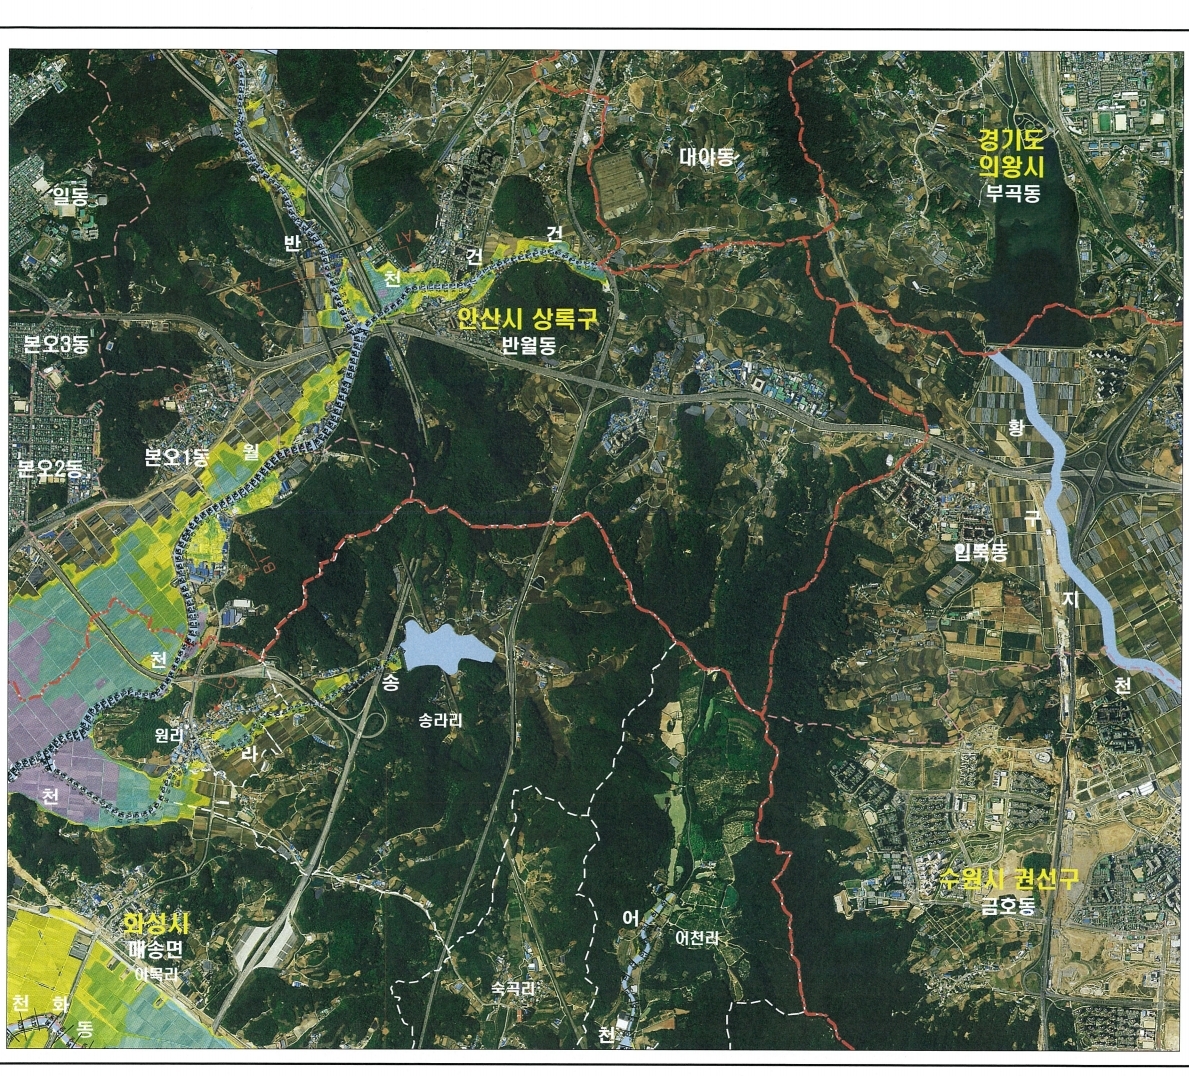 경기도
의왕시
부곡동
대야동
일동
반
건
건
천
안산시 상록구
반월동
본오3동
황
본오1동
월
본오2동
구
입북동
지
천
송
천
송라리
원리
라
천
수원시 권선구
금호동
화성시
매송면
야목리
어
어천리
숙곡리
천
화
동
천